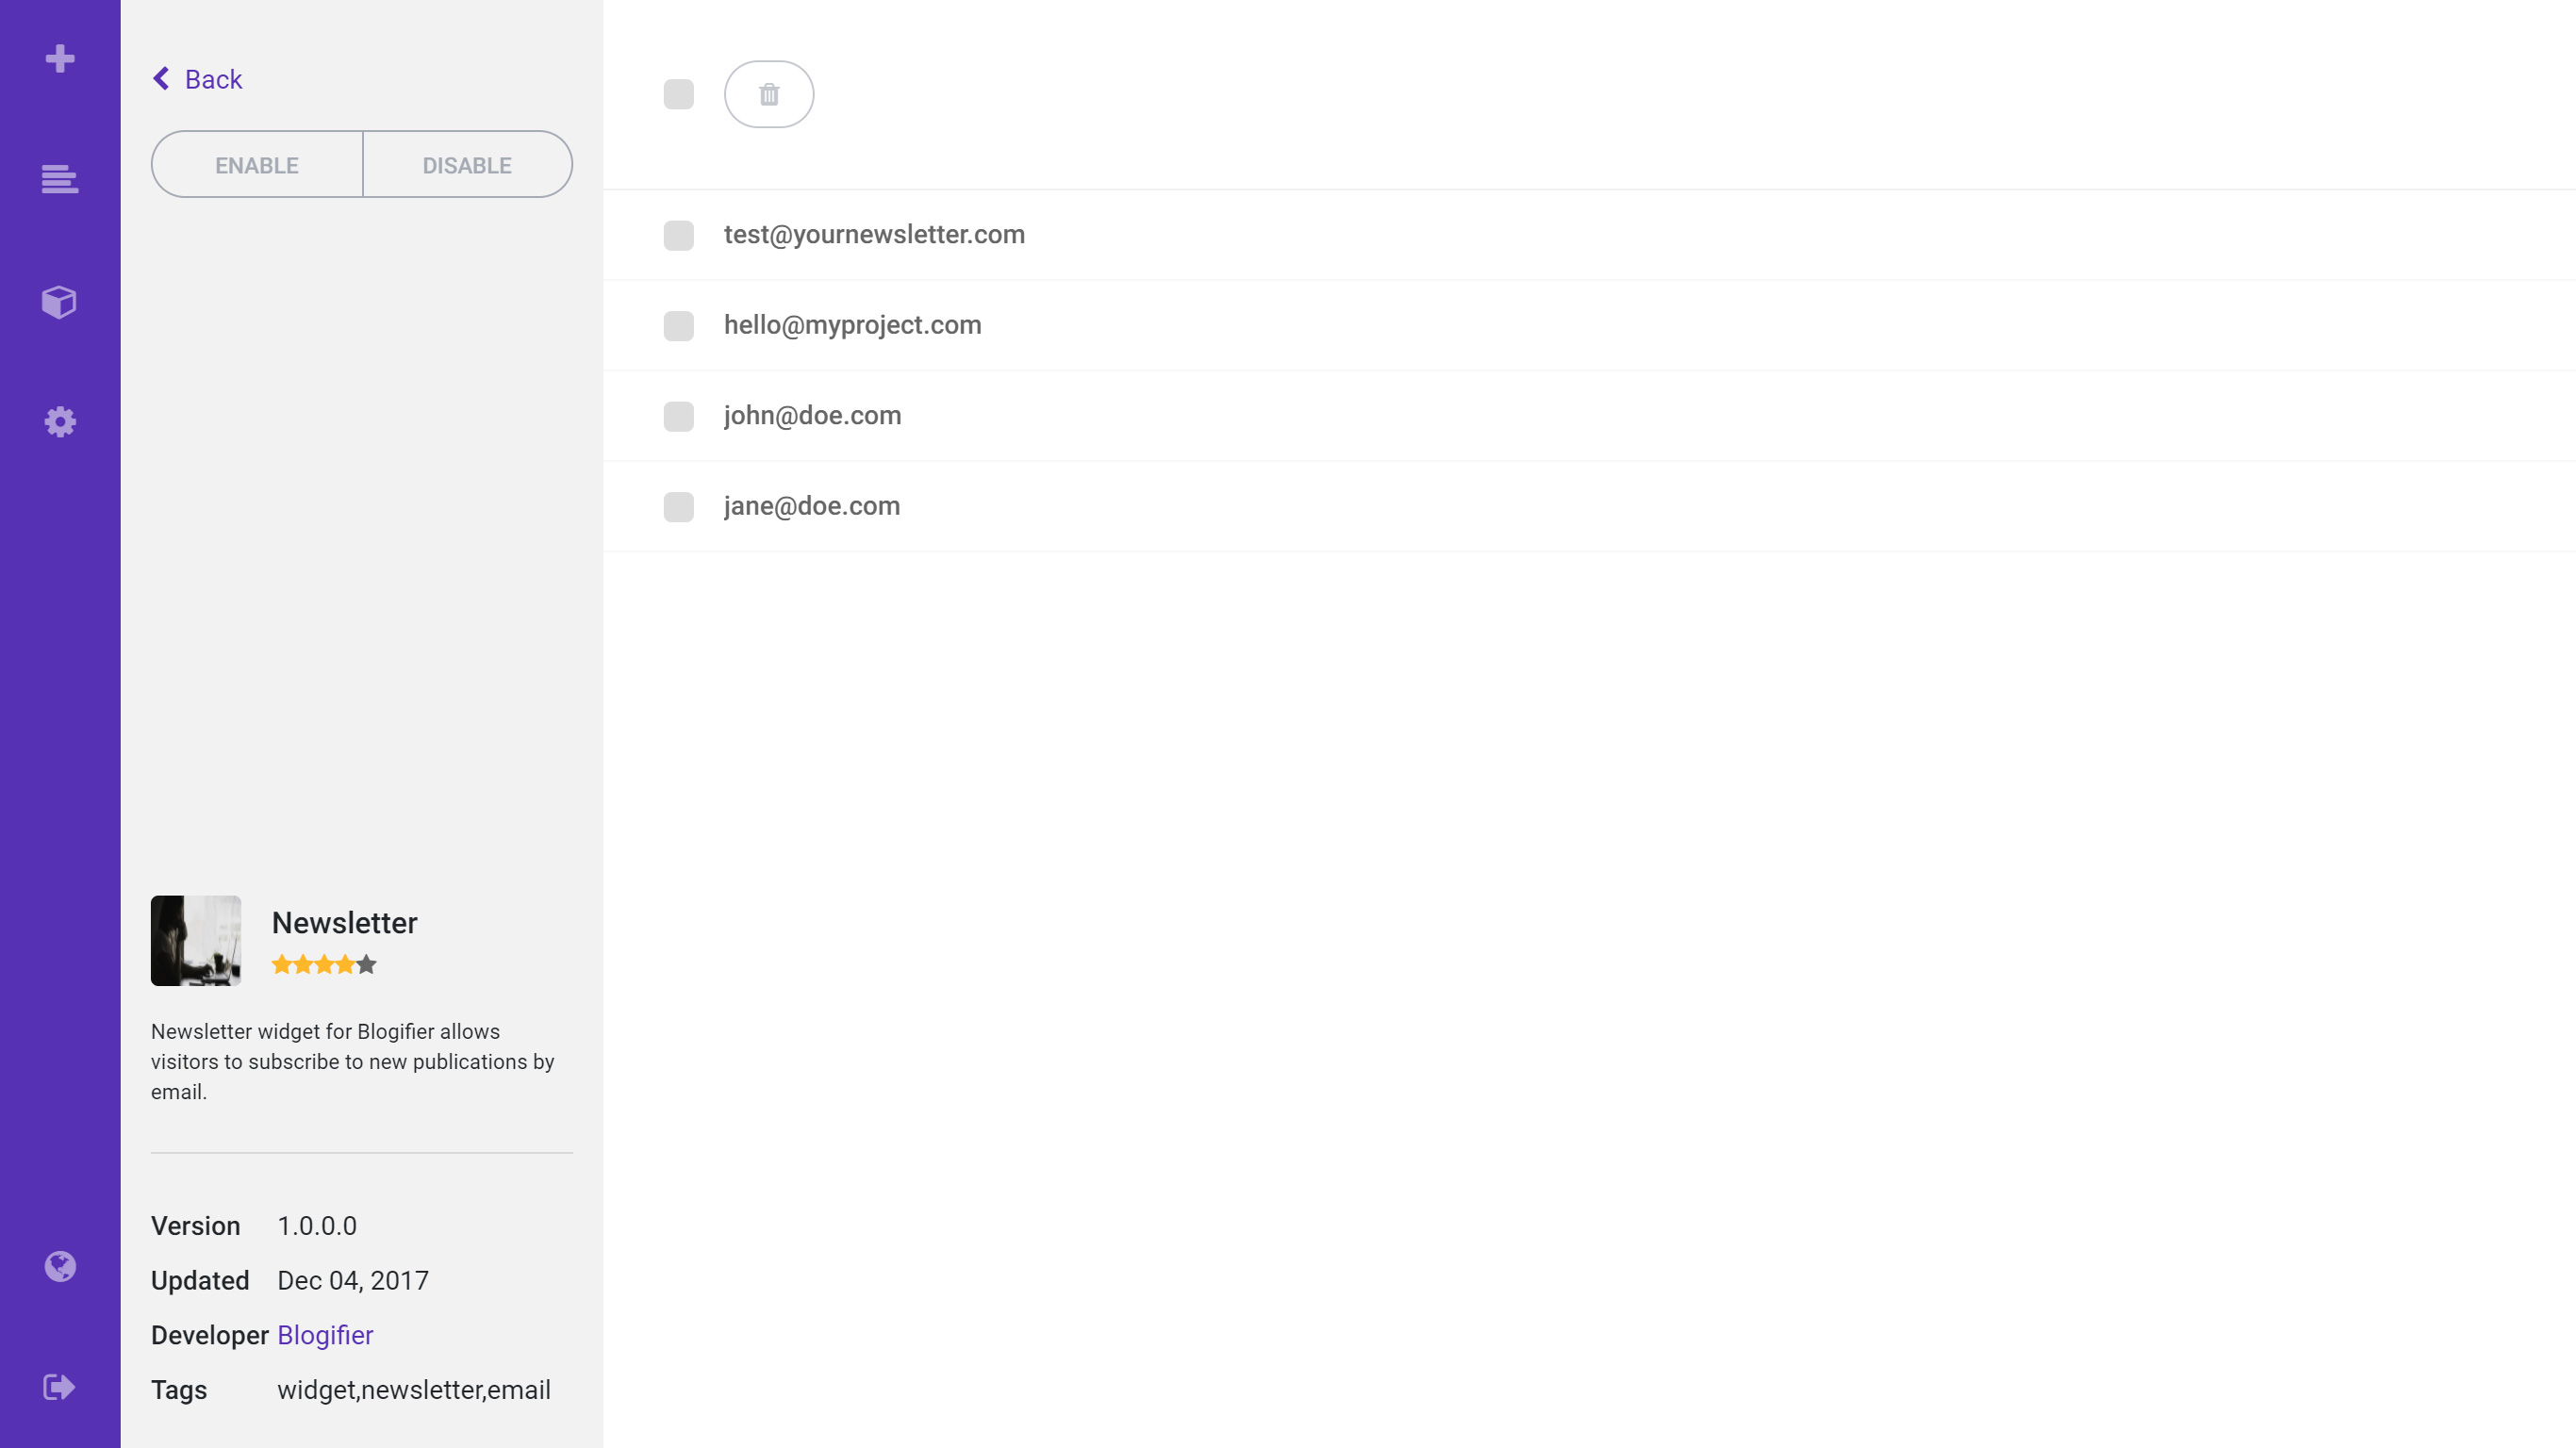 Back
ENABLE DISABLE
test@yournewsletter.com
hello@myproject.com
john@doe.com
jane@doe.com
Newsletter
Newsletter widget for Blogifier allows
visitors to subscribe to new publications by
email.
Version 1.0.0.0
Updated Dec 04, 2017
Developer Blogifier
Tags widget,newsletter,email